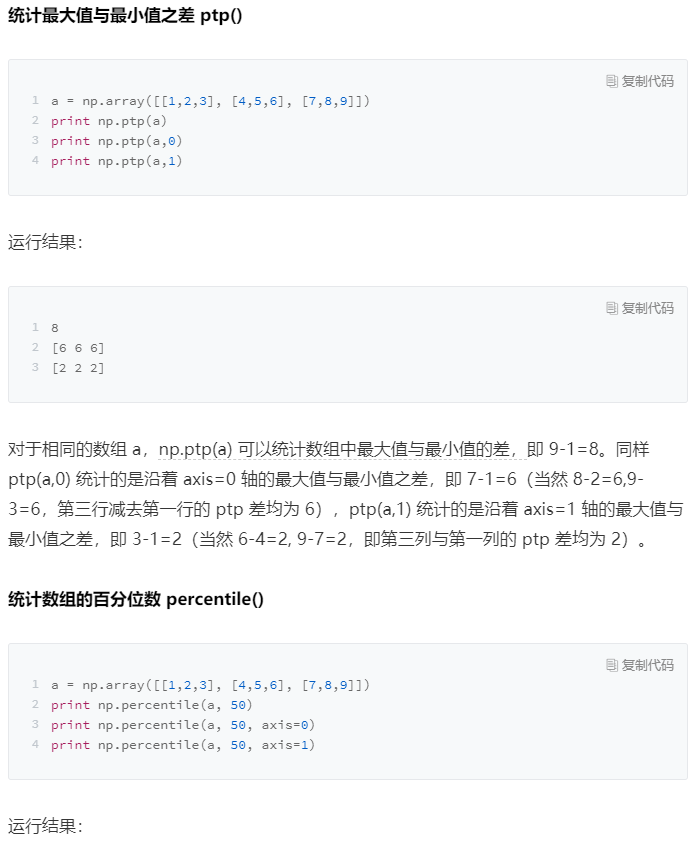 统计最大值与最小值之差 ptp()
复制代码
1 a = np.array([[1,2,3], [4,5,6], [7,8,9]])
2 print np.ptp(a)
3 print np.ptp(a,0)
4 print np.ptp(a,1)
运行结果：
复制代码
1 8
2 [6 6 6]
3 [2 2 2]
对于相同的数组 a，np.ptp(a) 可以统计数组中最大值与最小值的差，即 9-1=8。同样
ptp(a,0) 统计的是沿着 axis=0 轴的最大值与最小值之差，即 7-1=6（当然 8-2=6,9-
3=6，第三行减去第一行的 ptp 差均为 6），ptp(a,1) 统计的是沿着 axis=1 轴的最大值与
最小值之差，即 3-1=2（当然 6-4=2, 9-7=2，即第三列与第一列的 ptp 差均为 2）。
统计数组的百分位数 percentile()
复制代码
1 a = np.array([[1,2,3], [4,5,6], [7,8,9]])
2 print np.percentile(a, 50)
3 print np.percentile(a, 50, axis=0)
4 print np.percentile(a, 50, axis=1)
运行结果：